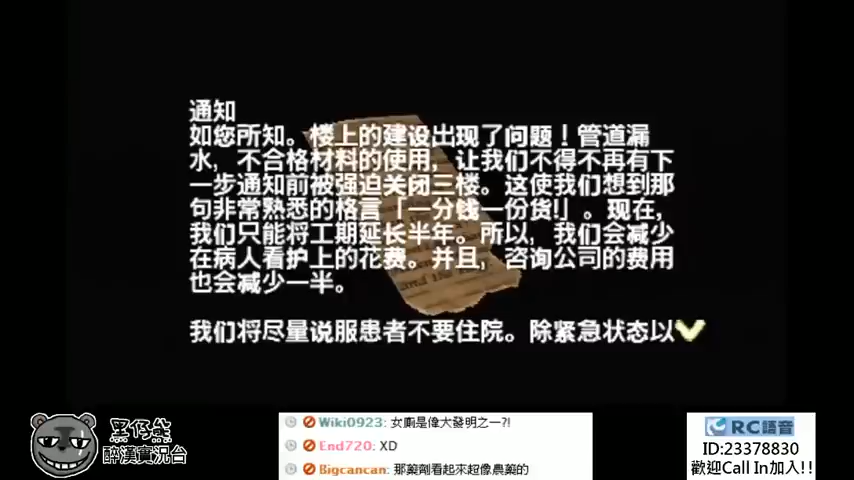 通知
如您所知。楼上的建设出现了问题！管道漏
水，不合格材料的使用，让我们不得不再有下
一步通知前被强迫关闭三楼。这使我们想到那
句非常熟悉的格言「一分钱一份货!」。现在，
我们只能将工期延长半年。所以，我们会减少
在病人看护上的花费。并且，咨询公司的费用
也会减少一半。
我们将尽量说服患者不要住院。除紧急状态以
黑仔熊
醉漢實況台
Wiki0923: 女廁是偉大發明之一?!
End720: XD
Bigcancan: 那藥劑看起來超像農藥的
RC語音
ID:23378830
歡迎Call In加入!!